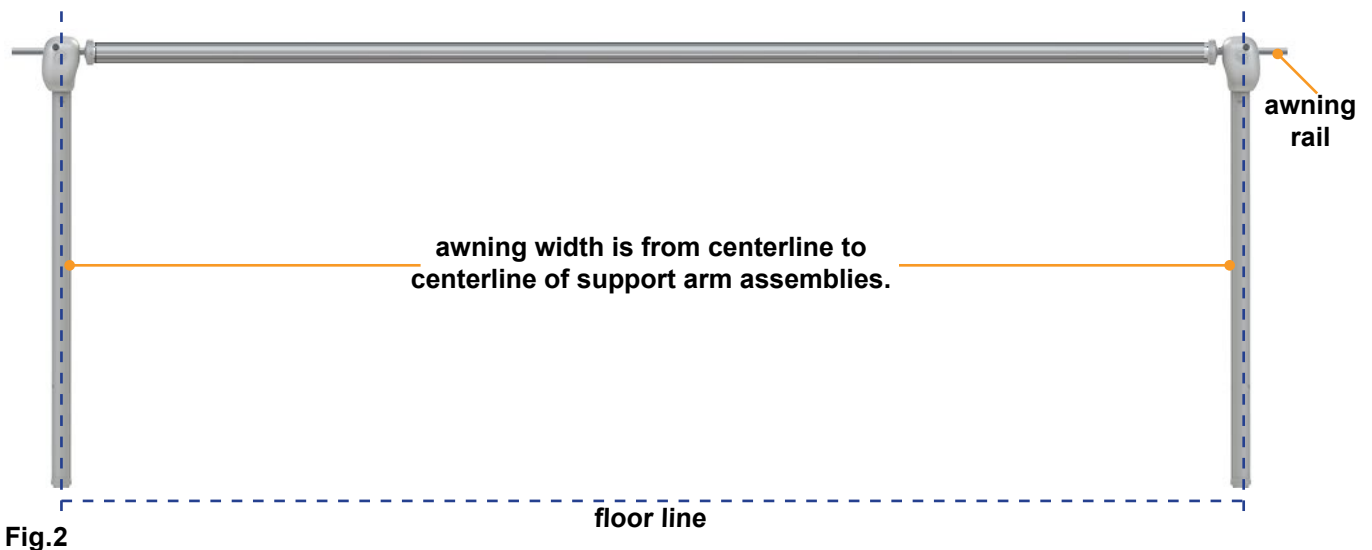 awning
rail
awning width is from centerline to
centerline of support arm assemblies.
floor line
Fig.2